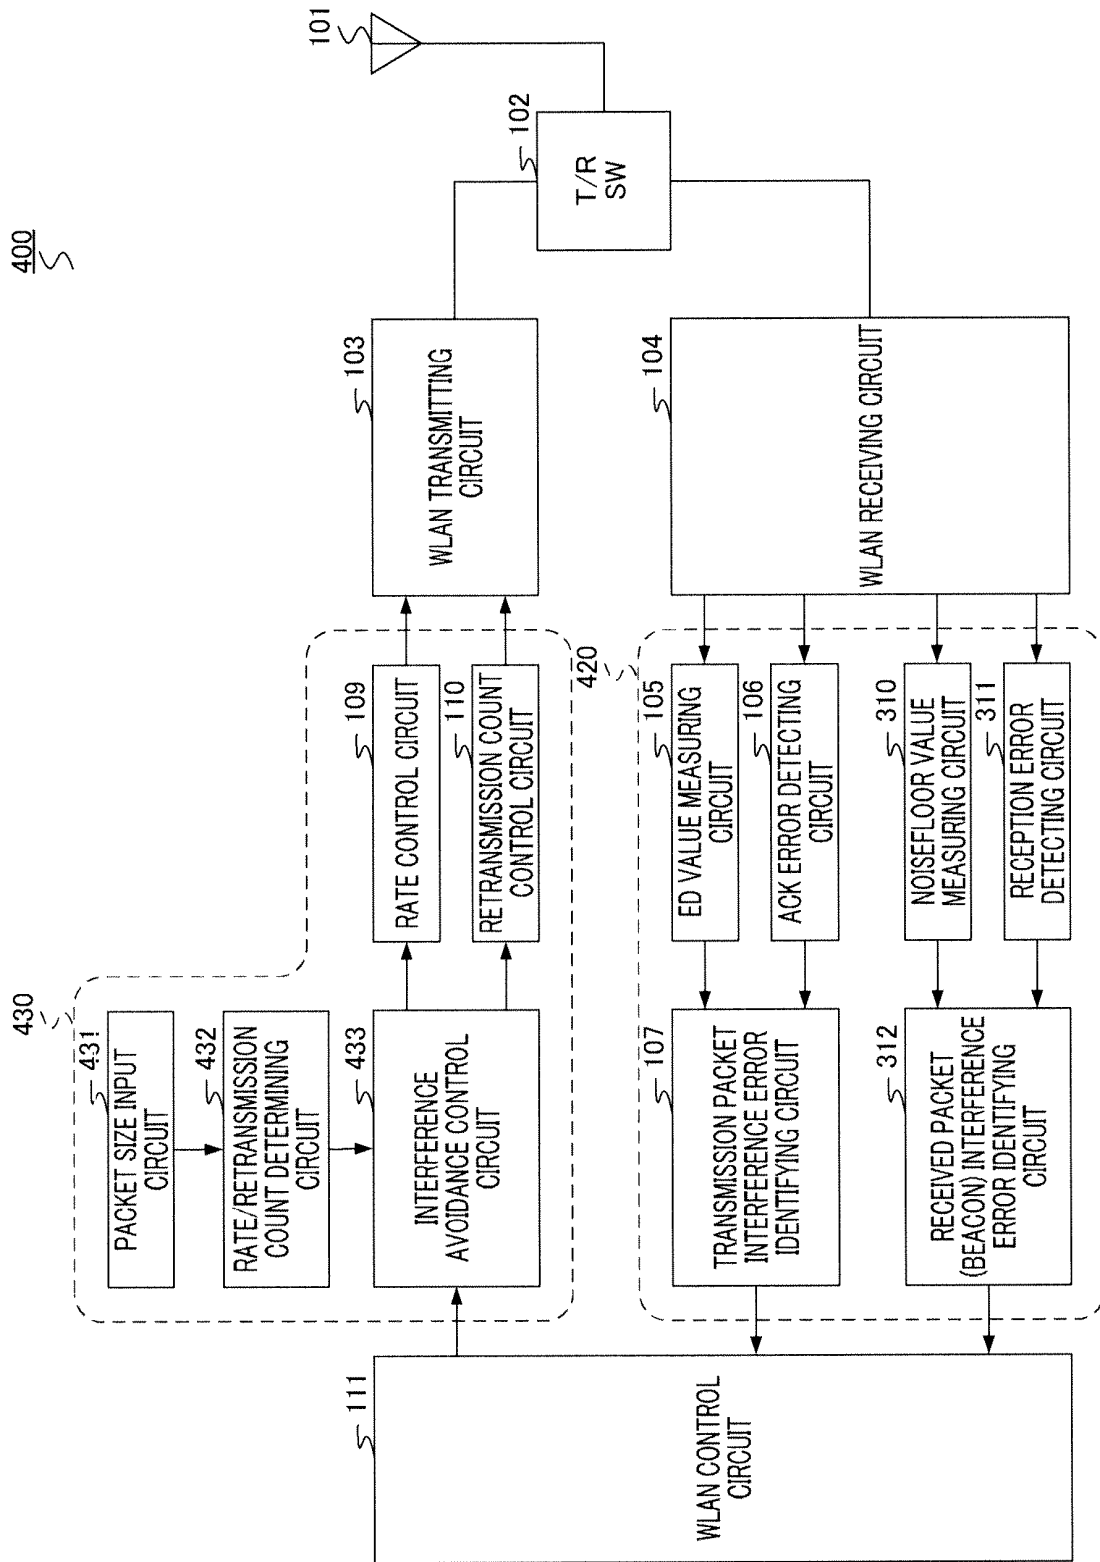 400
101
102
T/R
SW
103
WLAN TRANSMITTING
CIRCUIT
104
WLAN RECEIVING CIRCUIT
430
431
PACKET SIZE INPUT
CIRCUIT
432
RATE/RETRANSMISSION
COUNT DETERMINING
CIRCUIT
433
INTERFERENCE
AVOIDANCE CONTROL
CIRCUIT
109
RATE CONTROL CIRCUIT
110
RETRANSMISSION COUNT
CONTROL CIRCUIT
420
105
ED VALUE MEASURING
CIRCUIT
106
ACK ERROR DETECTING
CIRCUIT
310
NOISEFLOOR VALUE
MEASURING CIRCUIT
311
RECEPTION ERROR
DETECTING CIRCUIT
107
TRANSMISSION PACKET
INTERFERENCE ERROR
IDENTIFYING CIRCUIT
312
RECEIVED PACKET
(BEACON) INTERFERENCE
ERROR IDENTIFYING
CIRCUIT
111
WLAN CONTROL
CIRCUIT